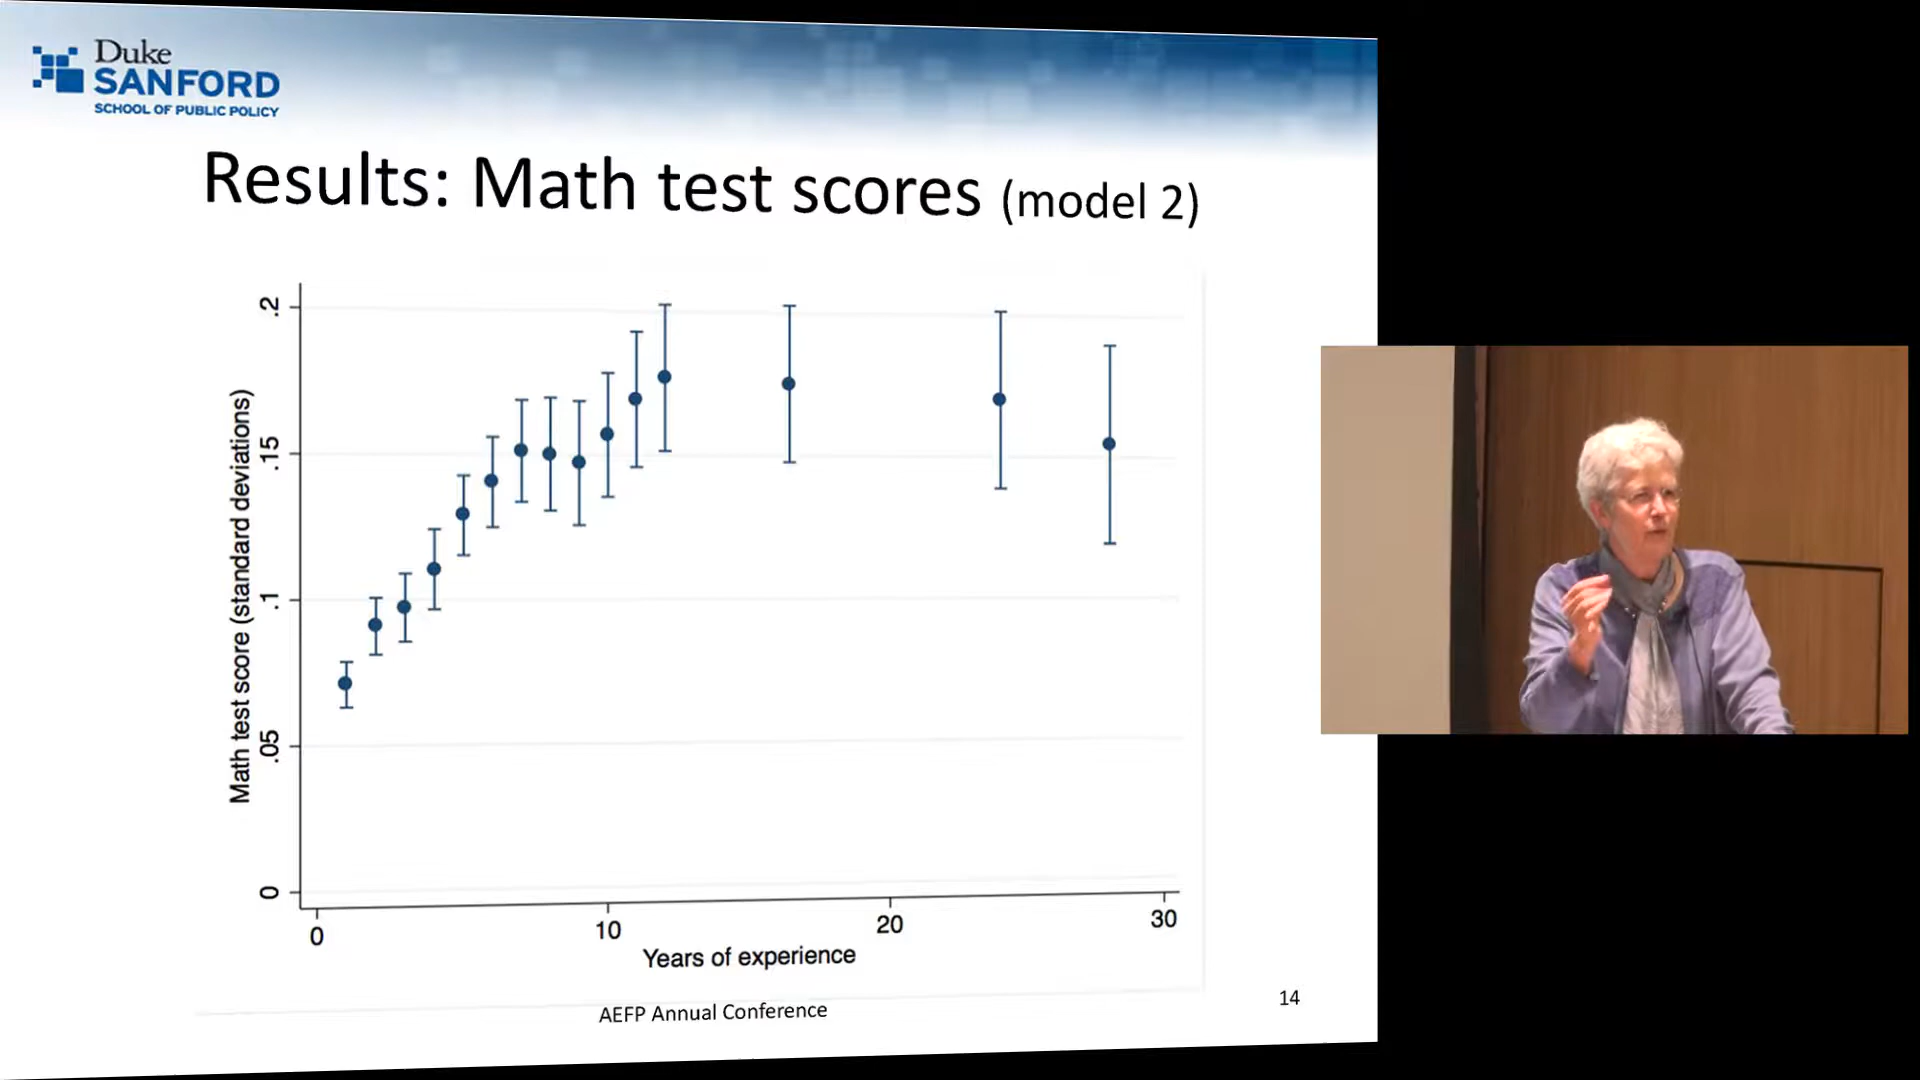 Duke
SANFORD
SCHOOL OF PUBLIC POLICY
Results: Math test scores (model 2)
Math test score (standard deviations)
.2
.15
.1
.05
0
0
10
20
30
Years of experience
AEFP Annual Conference
14